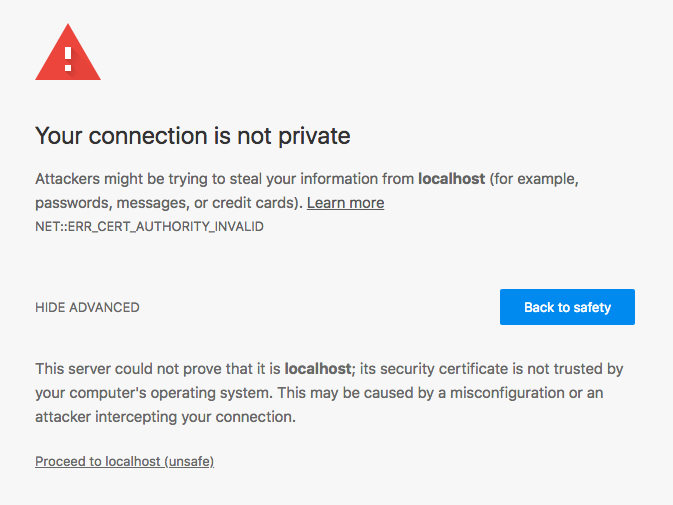 Your connection is not private
Attackers might be trying to steal your information from localhost (for example,
passwords, messages, or credit cards). Learn more
NET::ERR_CERT_AUTHORITY_INVALID
HIDE ADVANCED
Back to safety
This server could not prove that it is localhost; its security certificate is not trusted by
your computer's operating system. This may be caused by a misconfiguration or an
attacker intercepting your connection.
Proceed to localhost (unsafe)